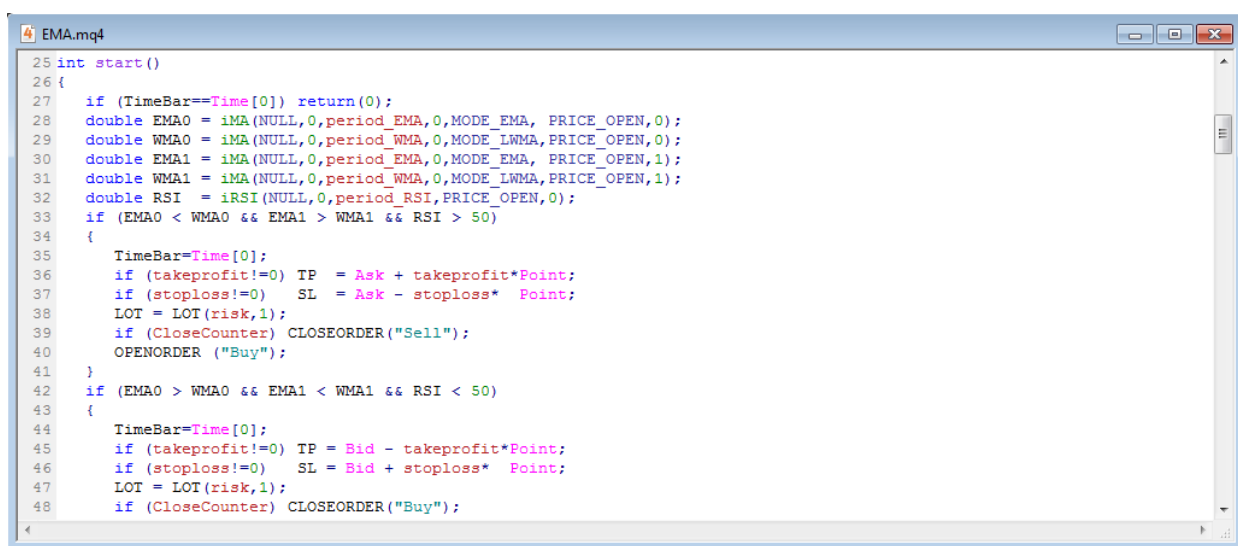 EMA.mq4
25 int start()
26 {
27    if (TimeBar==Time[0]) return(0);
28    double EMA0 = iMA(NULL,0,period_EMA,0,MODE_EMA, PRICE_OPEN,0);
29    double WMA0 = iMA(NULL,0,period_WMA,0,MODE_LWMA,PRICE_OPEN,0);
30    double EMA1 = iMA(NULL,0,period_EMA,0,MODE_EMA, PRICE_OPEN,1);
31    double WMA1 = iMA(NULL,0,period_WMA,0,MODE_LWMA,PRICE_OPEN,1);
32    double RSI  = iRSI(NULL,0,period_RSI,PRICE_OPEN,0);
33    if (EMA0 < WMA0 && EMA1 > WMA1 && RSI > 50)
34    {
35       TimeBar=Time[0];
36       if (takeprofit!=0) TP  = Ask + takeprofit*Point;
37       if (stoploss!=0)   SL  = Ask - stoploss*  Point;
38       LOT = LOT(risk,1);
39       if (CloseCounter) CLOSEORDER("Sell");
40       OPENORDER ("Buy");
41    }
42    if (EMA0 > WMA0 && EMA1 < WMA1 && RSI < 50)
43    {
44       TimeBar=Time[0];
45       if (takeprofit!=0) TP = Bid - takeprofit*Point;
46       if (stoploss!=0)   SL = Bid + stoploss*  Point;
47       LOT = LOT(risk,1);
48       if (CloseCounter) CLOSEORDER("Buy");